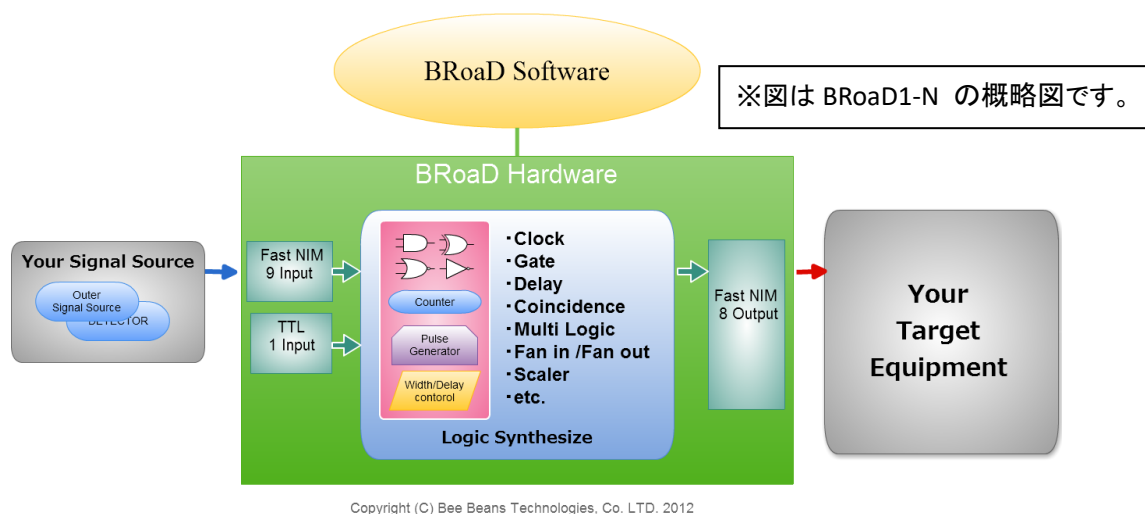 BRoaD Software
※図は BRoaD1-N の概略図です。
BRoaD Hardware
Your Signal Source
Outer
Signal Source
DETECTOR
Fast NIM
9 Input
TTL
1 Input
Counter
Pulse
Generator
Width/Delay
contorol
・Clock
・Gate
・Delay
・Coincidence
・Multi Logic
・Fan in /Fan out
・Scaler
・etc.
Logic Synthesize
Fast NIM
8 Output
Your
Target
Equipment
Copyright (C) Bee Beans Technologies, Co. LTD. 2012